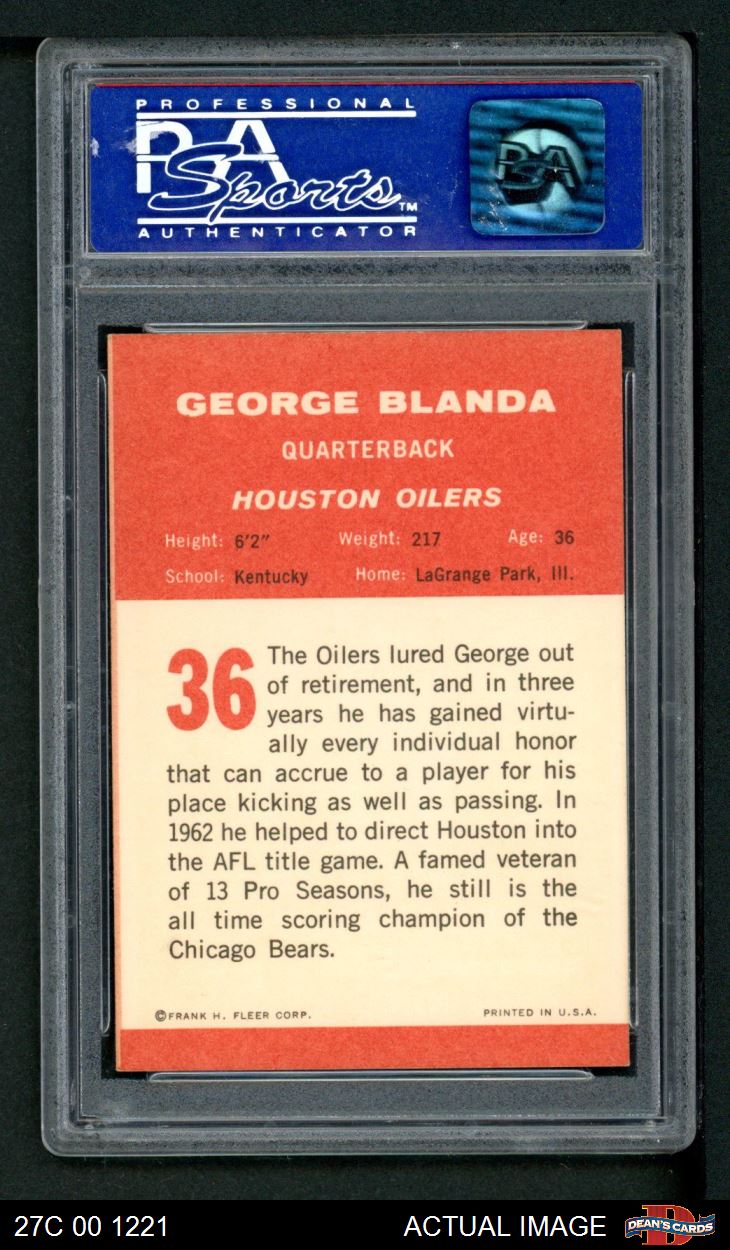 PROFESSIONAL
PSA
Sports™
AUTHENTICATOR
PSA
GEORGE BLANDA
QUARTERBACK
HOUSTON OILERS
Height: 6'2" Weight: 217 Age: 36
School: Kentucky Home: LaGrange Park, Ill.
36
The Oilers lured George out
of retirement, and in three
years he has gained virtu-
ally every individual honor
that can accrue to a player for his
place kicking as well as passing. In
1962 he helped to direct Houston into
the AFL title game. A famed veteran
of 13 Pro Seasons, he still is the
all time scoring champion of the
Chicago Bears.
©FRANK H. FLEER CORP. PRINTED IN U.S.A.
27C 00 1221 ACTUAL IMAGE DEAN'S CARDS